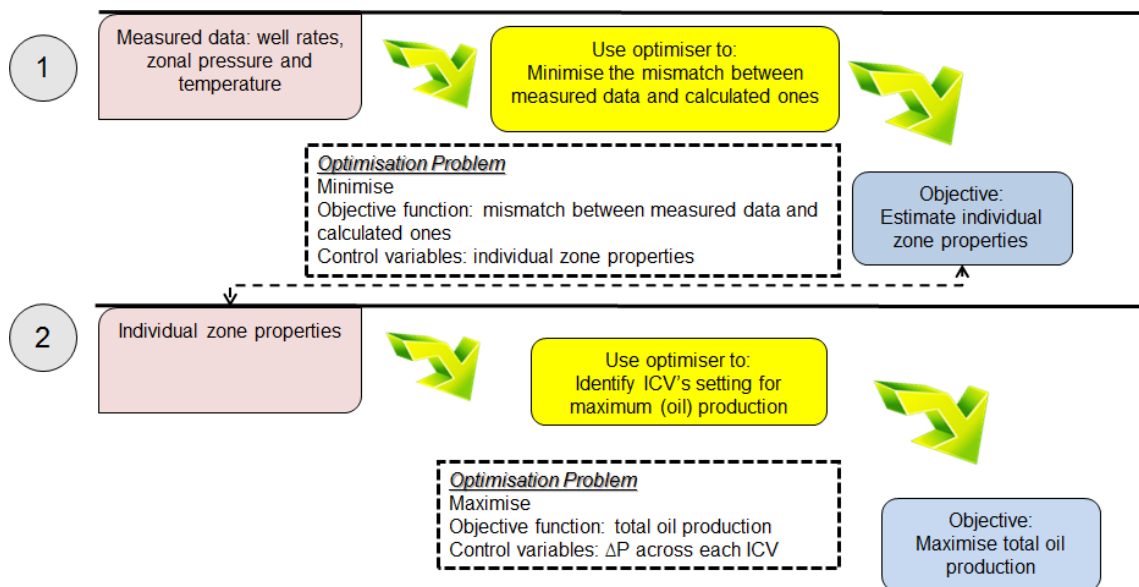 1
Measured data: well rates,
zonal pressure and
temperature
Use optimiser to:
Minimise the mismatch between
measured data and calculated ones
Optimisation Problem
Minimise
Objective function: mismatch between measured data and
calculated ones
Control variables: individual zone properties
Objective:
Estimate individual
zone properties
2
Individual zone properties
Use optimiser to:
Identify ICV's setting for
maximum (oil) production
Optimisation Problem
Maximise
Objective function: total oil production
Control variables: ΔP across each ICV
Objective:
Maximise total oil
production